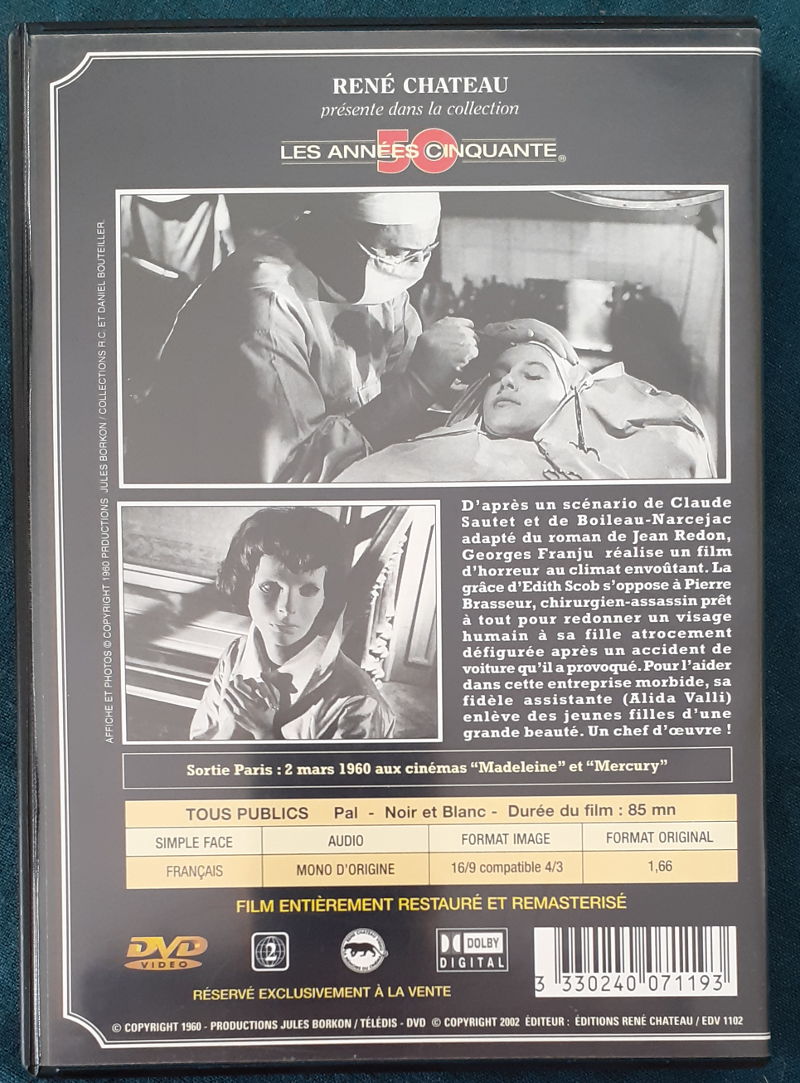 RENÉ CHATEAU
présente dans la collection
50
LES ANNÉES CINQUANTE®
AFFICHE ET PHOTOS © COPYRIGHT 1960 PRDUCTIONS JULES BORKON / COLLECTIONS R.C. ET DANIEL BOUTEILLER.
D'après un scénario de Claude
Sautet et de Boileau-Narcejac
adapté du roman de Jean Redon,
Georges Franju réalise un film
d'horreur au climat envoûtant. La
grâce d'Edith Scob s'oppose à Pierre
Brasseur, chirurgien-assassin prêt
à tout pour redonner un visage
humain à sa fille atrocement
défigurée après un accident de
voiture qu'il a provoqué. Pour l'aider
dans cette entreprise morbide, sa
fidèle assistante (Alida Valli)
enlève des jeunes filles d'une
grande beauté. Un chef d'œuvre !
Sortie Paris : 2 mars 1960 aux cinémas "Madeleine" et "Mercury"
TOUS PUBLICS Pal - Noir et Blanc - Durée du film : 85 mn
SIMPLE FACE AUDIO FORMAT IMAGE FORMAT ORIGINAL
FRANÇAIS MONO D'ORIGINE 16/9 compatible 4/3 1,66
FILM ENTIÈREMENT RESTAURÉ ET REMASTERISÉ
DVD VIDEO
2
DOLBY DIGITAL
3 330240 071193
RÉSERVÉ EXCLUSIVEMENT À LA VENTE
© COPYRIGHT 1960 - PRODUCTIONS JULES BORKON / TÉLÉDIS - DVD © COPYRIGHT 2002 ÉDITEUR : ÉDITIONS RENÉ CHATEAU / EDV 1102